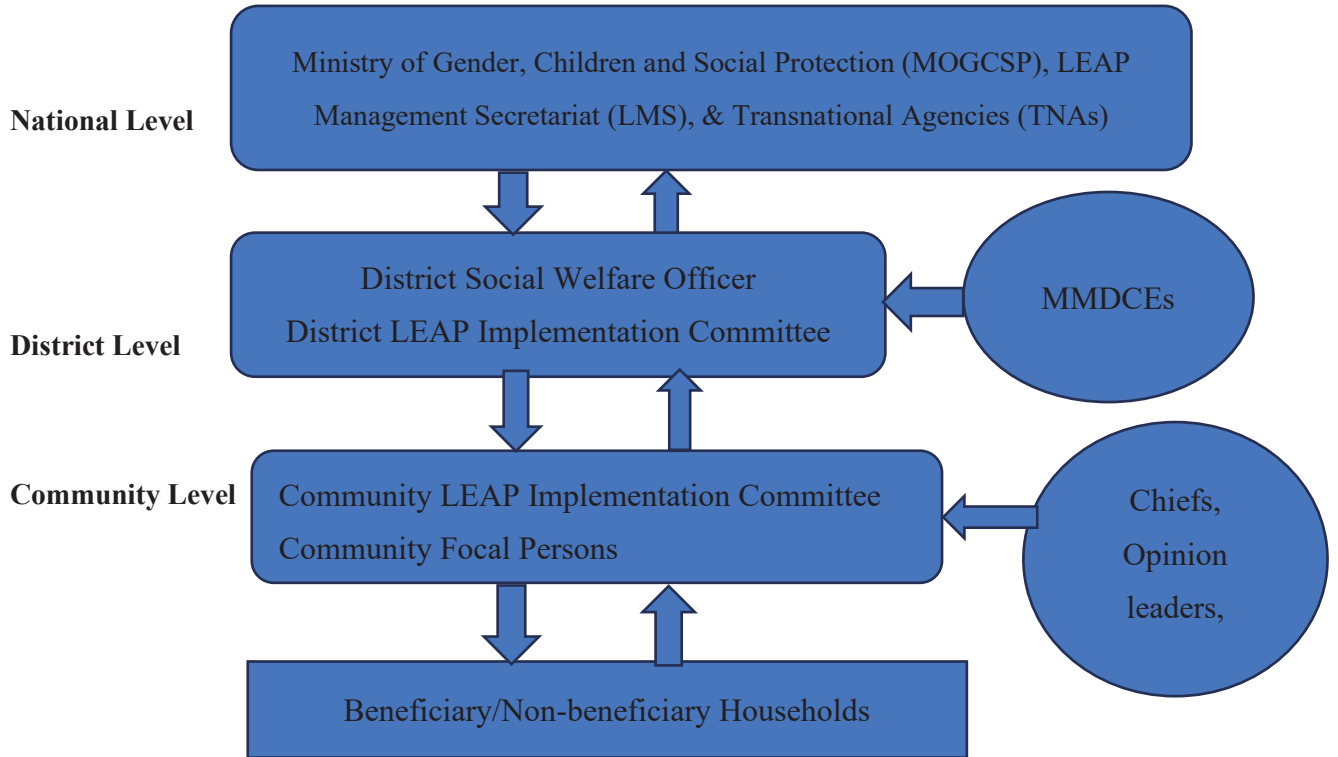 Ministry of Gender, Children and Social Protection (MOGCSP), LEAP
Management Secretariat (LMS), & Transnational Agencies (TNAs)
National Level
District Social Welfare Officer
District LEAP Implementation Committee
MMDCEs
District Level
Community Level
Community LEAP Implementation Committee
Community Focal Persons
Chiefs,
Opinion
leaders,
Beneficiary/Non-beneficiary Households